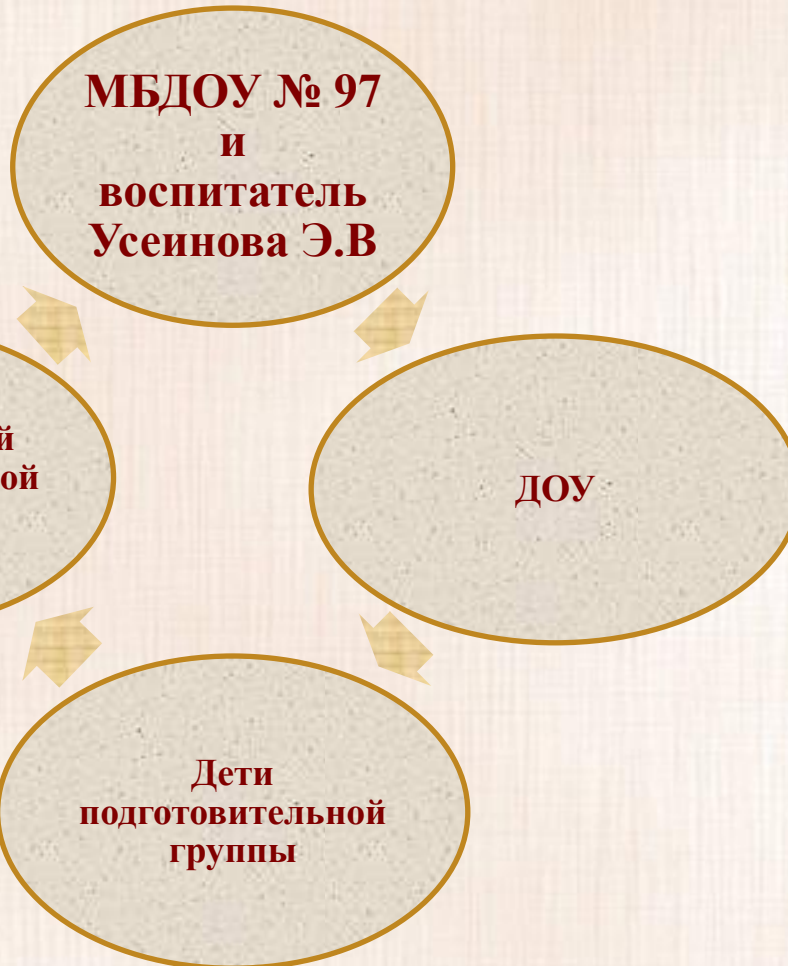 МБДОУ № 97
и
воспитатель
Усеинова Э.В
ДОУ
Дети
подготовительной
группы